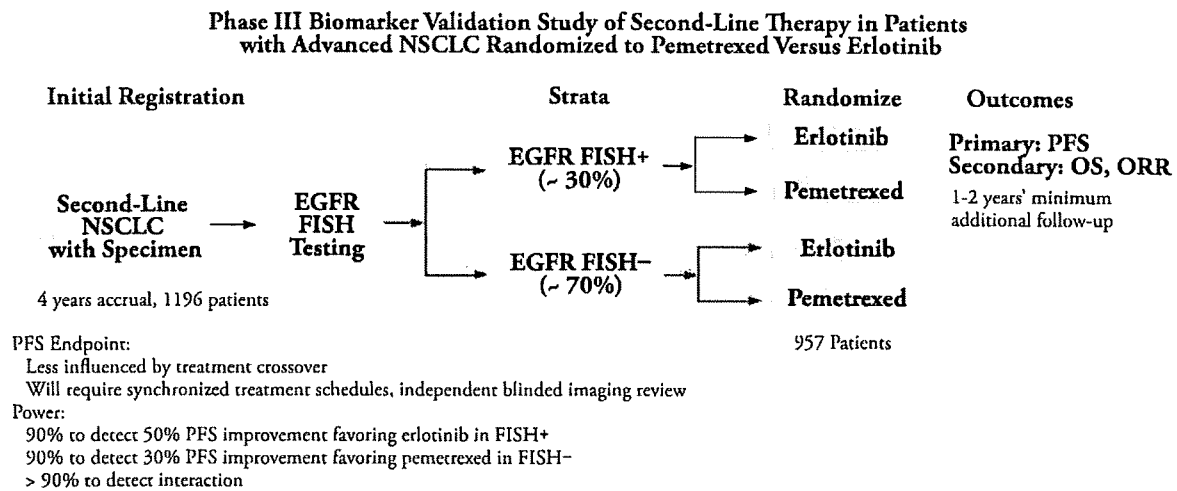 Phase III Biomarker Validation Study of Second-Line Therapy in Patients
with Advanced NSCLC Randomized to Pemetrexed Versus Erlotinib
Initial Registration
Strata
Randomize
Outcomes
Second-Line
NSCLC
with Specimen
4 years accrual, 1196 patients
EGFR
FISH
Testing
EGFR FISH+
(~ 30%)
EGFR FISH−
(~ 70%)
Erlotinib
Pemetrexed
Erlotinib
Pemetrexed
957 Patients
Primary: PFS
Secondary: OS, ORR
1-2 years' minimum
additional follow-up
PFS Endpoint:
Less influenced by treatment crossover
Will require synchronized treatment schedules, independent blinded imaging review
Power:
90% to detect 50% PFS improvement favoring erlotinib in FISH+
90% to detect 30% PFS improvement favoring pemetrexed in FISH−
> 90% to detect interaction